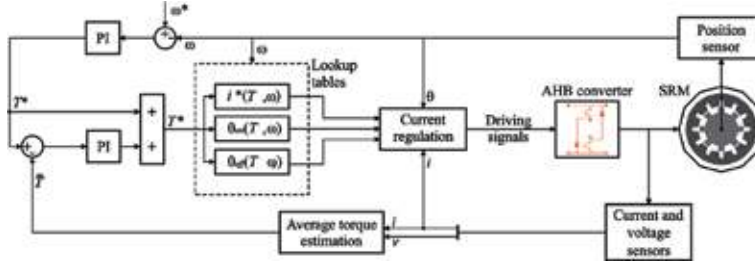 ω*
PI
ω
ω
Position
sensor
Lookup
tables
θ
AHB converter
SRM
T*
i*(T ,ω)
T*
+
+
PI
θon(T ,ω)
Current
regulation
Driving
signals
θoff(T ω)
T̄
i
Average torque
estimation
i
v
Current and
voltage
sensors